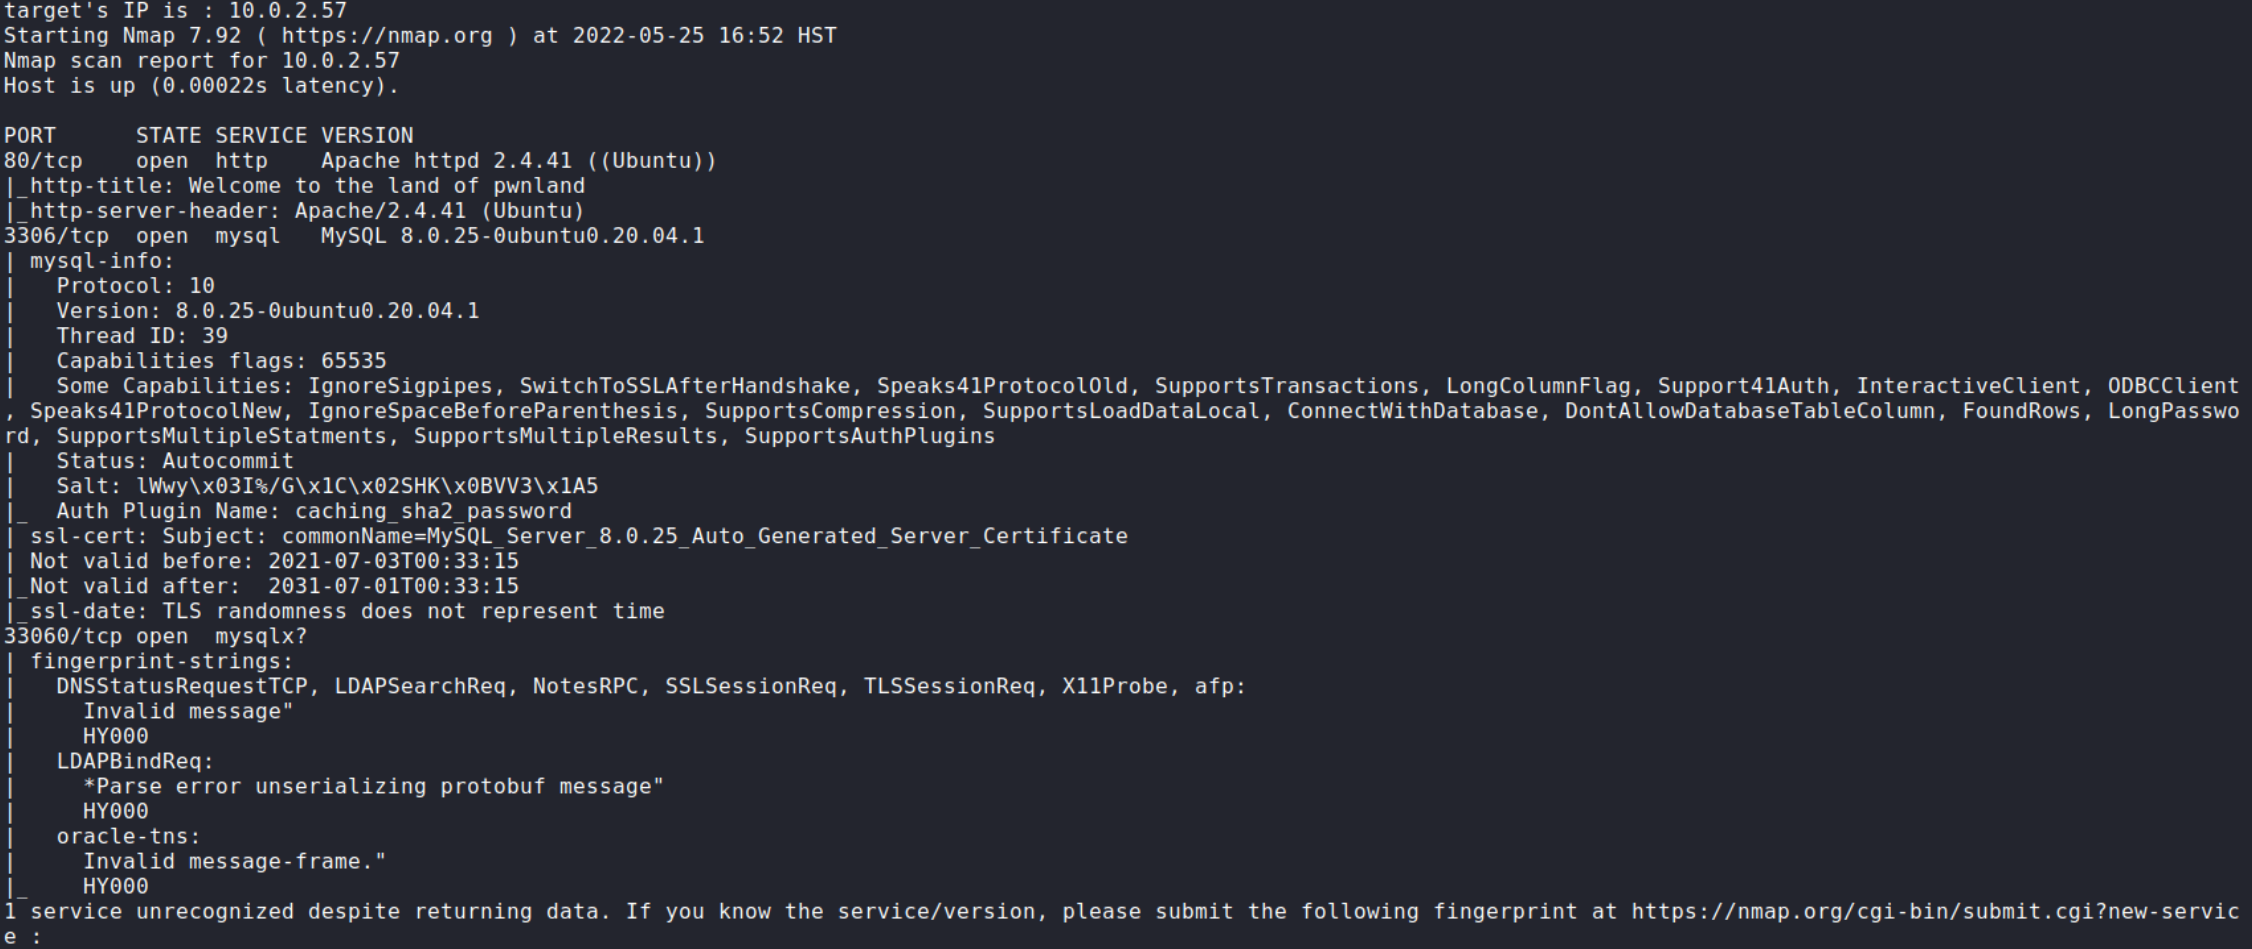 target's IP is : 10.0.2.57
Starting Nmap 7.92 ( https://nmap.org ) at 2022-05-25 16:52 HST
Nmap scan report for 10.0.2.57
Host is up (0.00022s latency).

PORT      STATE SERVICE VERSION
80/tcp    open  http    Apache httpd 2.4.41 ((Ubuntu))
|_http-title: Welcome to the land of pwnland
|_http-server-header: Apache/2.4.41 (Ubuntu)
3306/tcp  open  mysql   MySQL 8.0.25-0ubuntu0.20.04.1
| mysql-info:
|   Protocol: 10
|   Version: 8.0.25-0ubuntu0.20.04.1
|   Thread ID: 39
|   Capabilities flags: 65535
|   Some Capabilities: IgnoreSigpipes, SwitchToSSLAfterHandshake, Speaks41ProtocolOld, SupportsTransactions, LongColumnFlag, Support41Auth, InteractiveClient, ODBCClient
, Speaks41ProtocolNew, IgnoreSpaceBeforeParenthesis, SupportsCompression, SupportsLoadDataLocal, ConnectWithDatabase, DontAllowDatabaseTableColumn, FoundRows, LongPasswo
rd, SupportsMultipleStatments, SupportsMultipleResults, SupportsAuthPlugins
|   Status: Autocommit
|   Salt: lWwy\x03I%/G\x1C\x02SHK\x0BVV3\x1A5
|_  Auth Plugin Name: caching_sha2_password
| ssl-cert: Subject: commonName=MySQL_Server_8.0.25_Auto_Generated_Server_Certificate
| Not valid before: 2021-07-03T00:33:15
|_Not valid after:  2031-07-01T00:33:15
|_ssl-date: TLS randomness does not represent time
33060/tcp open  mysqlx?
| fingerprint-strings:
|   DNSStatusRequestTCP, LDAPSearchReq, NotesRPC, SSLSessionReq, TLSSessionReq, X11Probe, afp:
|     Invalid message"
|     HY000
|   LDAPBindReq:
|     *Parse error unserializing protobuf message"
|     HY000
|   oracle-tns:
|     Invalid message-frame."
|_    HY000
1 service unrecognized despite returning data. If you know the service/version, please submit the following fingerprint at https://nmap.org/cgi-bin/submit.cgi?new-servic
e :